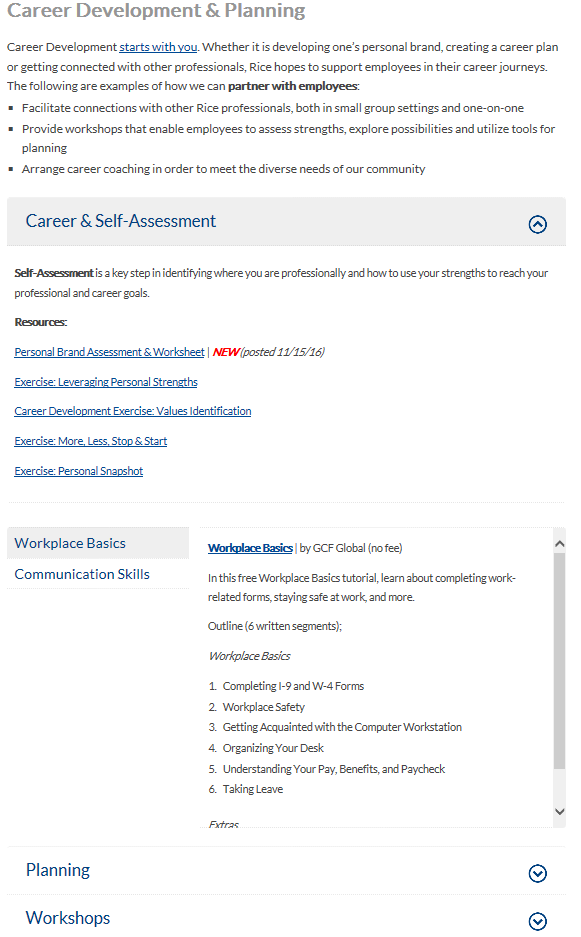 Career Development & Planning
Career Development starts with you. Whether it is developing one's personal brand, creating a career plan
or getting connected with other professionals, Rice hopes to support employees in their career journeys.
The following are examples of how we can partner with employees:
▪ Facilitate connections with other Rice professionals, both in small group settings and one-on-one
▪ Provide workshops that enable employees to assess strengths, explore possibilities and utilize tools for
planning
▪ Arrange career coaching in order to meet the diverse needs of our community
Career & Self-Assessment
Self-Assessment is a key step in identifying where you are professionally and how to use your strengths to reach your
professional and career goals.
Resources:
Personal Brand Assessment & Worksheet | NEW (posted 11/15/16)
Exercise: Leveraging Personal Strengths
Career Development Exercise: Values Identification
Exercise: More, Less, Stop & Start
Exercise: Personal Snapshot
Workplace Basics
Communication Skills
Workplace Basics | by GCF Global (no fee)
In this free Workplace Basics tutorial, learn about completing work-
related forms, staying safe at work, and more.
Outline (6 written segments);
Workplace Basics
1. Completing I-9 and W-4 Forms
2. Workplace Safety
3. Getting Acquainted with the Computer Workstation
4. Organizing Your Desk
5. Understanding Your Pay, Benefits, and Paycheck
6. Taking Leave
Extras
Planning
Workshops